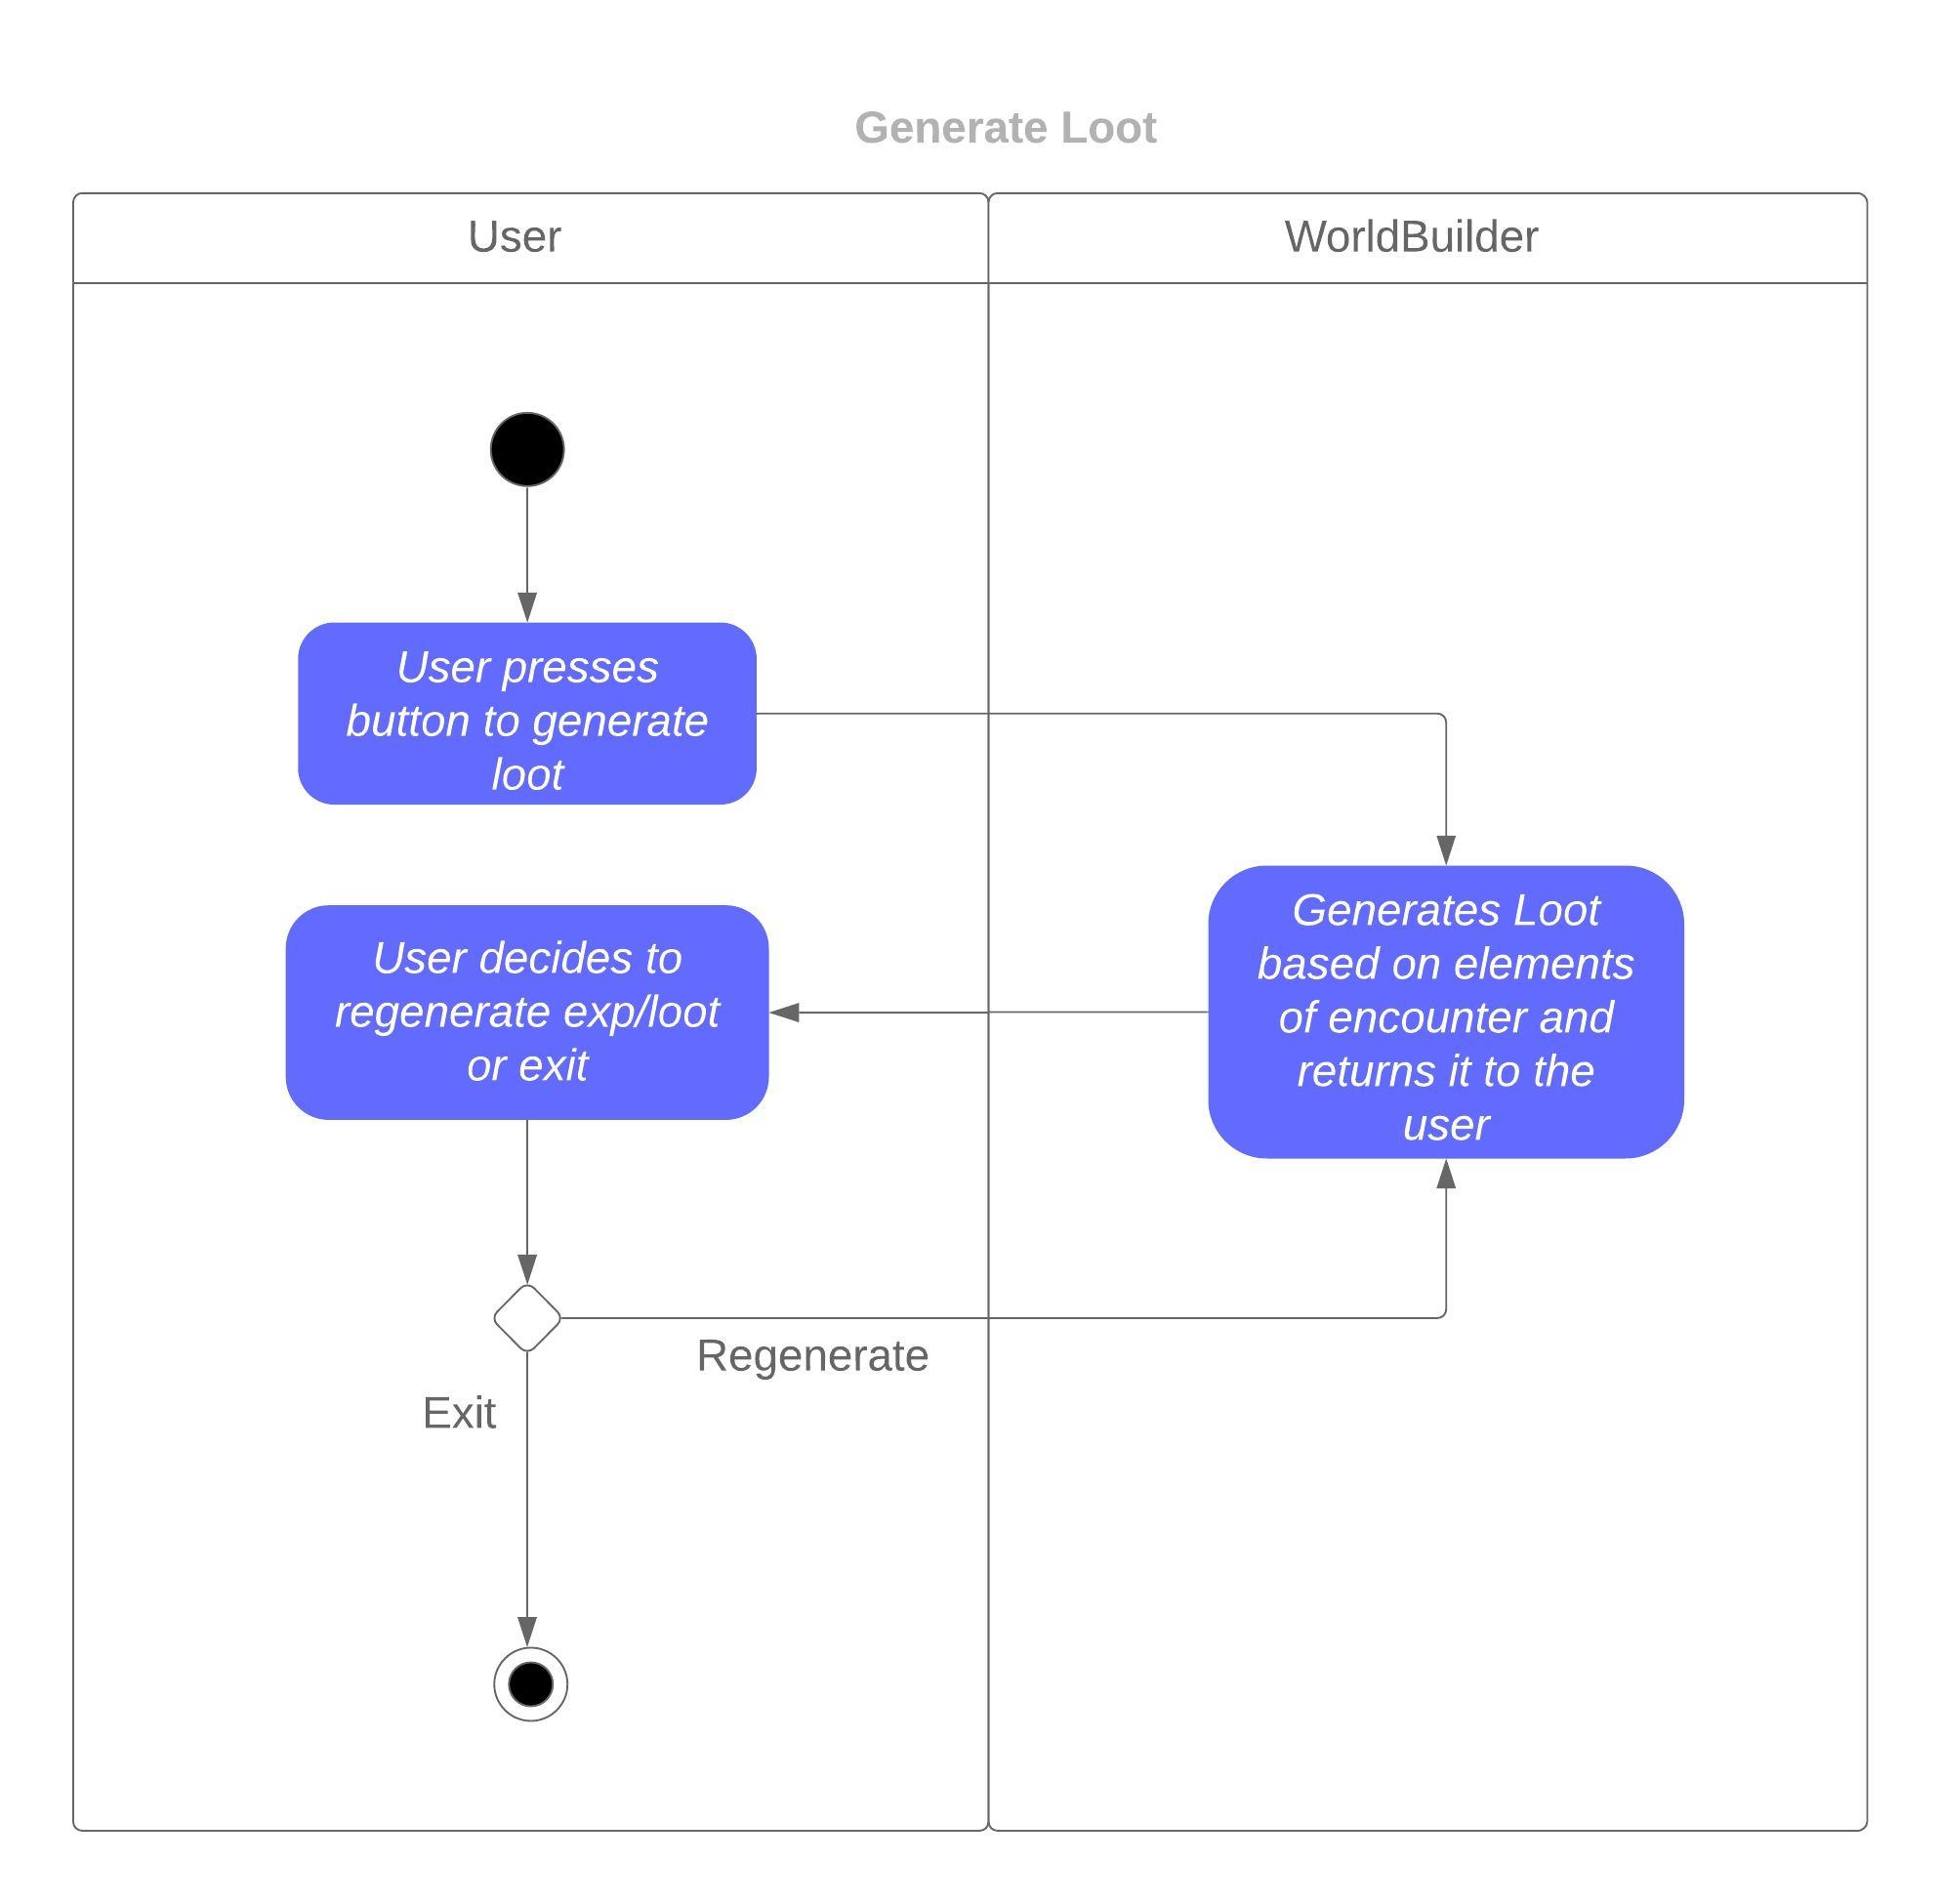 Generate Loot
User
WorldBuilder
User presses
button to generate
loot
Generates Loot
based on elements
of encounter and
returns it to the
user
User decides to
regenerate exp/loot
or exit
Regenerate
Exit